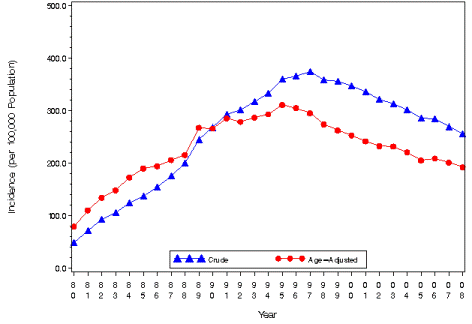 500.0
400.0
300.0
200.0
100.0
0.0
Incidence (per 100,000 Population)
8 8 8 8 8 8 8 8 8 8 9 9 9 9 9 9 9 9 9 9 0 0 0 0 0 0 0 0 0
0 1 2 3 4 5 6 7 8 9 0 1 2 3 4 5 6 7 8 9 0 1 2 3 4 5 6 7 8
Year
Crude Age-Adjusted